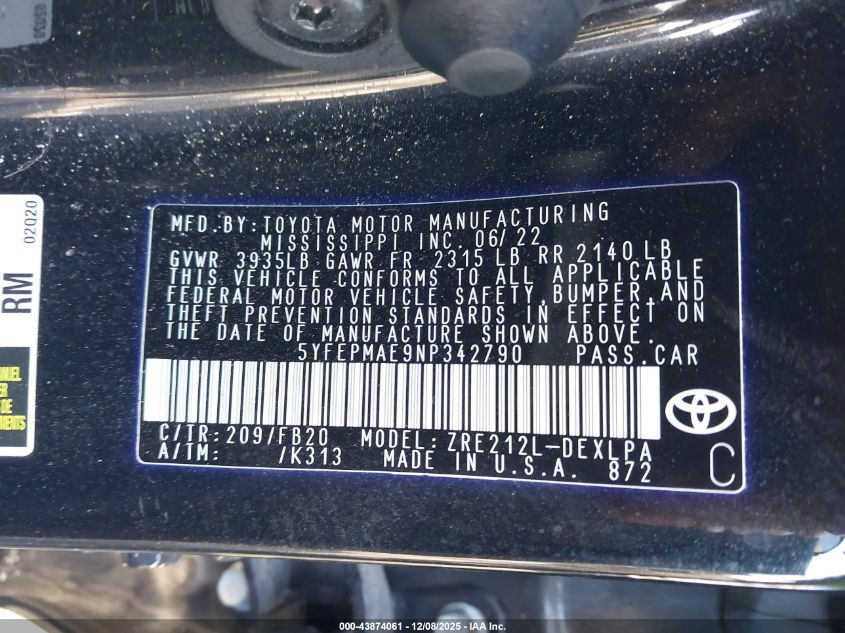 MFD.BY:TOYOTA MOTOR MANUFACTURING
MISSISSIPPI INC. 06/22
GVWR 3935LB GAWR FR 2315 LB RR 2140 LB
THIS VEHICLE CONFORMS TO ALL APPLICABLE
FEDERAL MOTOR VEHICLE SAFETY,BUMPER,AND
THEFT PREVENTION STANDARDS IN EFFECT ON
THE DATE OF MANUFACTURE SHOWN ABOVE.
5YFEPMAE9NP342790 PASS.CAR
C/TR:209/FB20 MODEL:ZRE212L-DEXLPA
A/TM: /K313 MADE IN U.S.A. 872
C
RM
02020
000-43874061 - 12/08/2025 - IAA Inc.